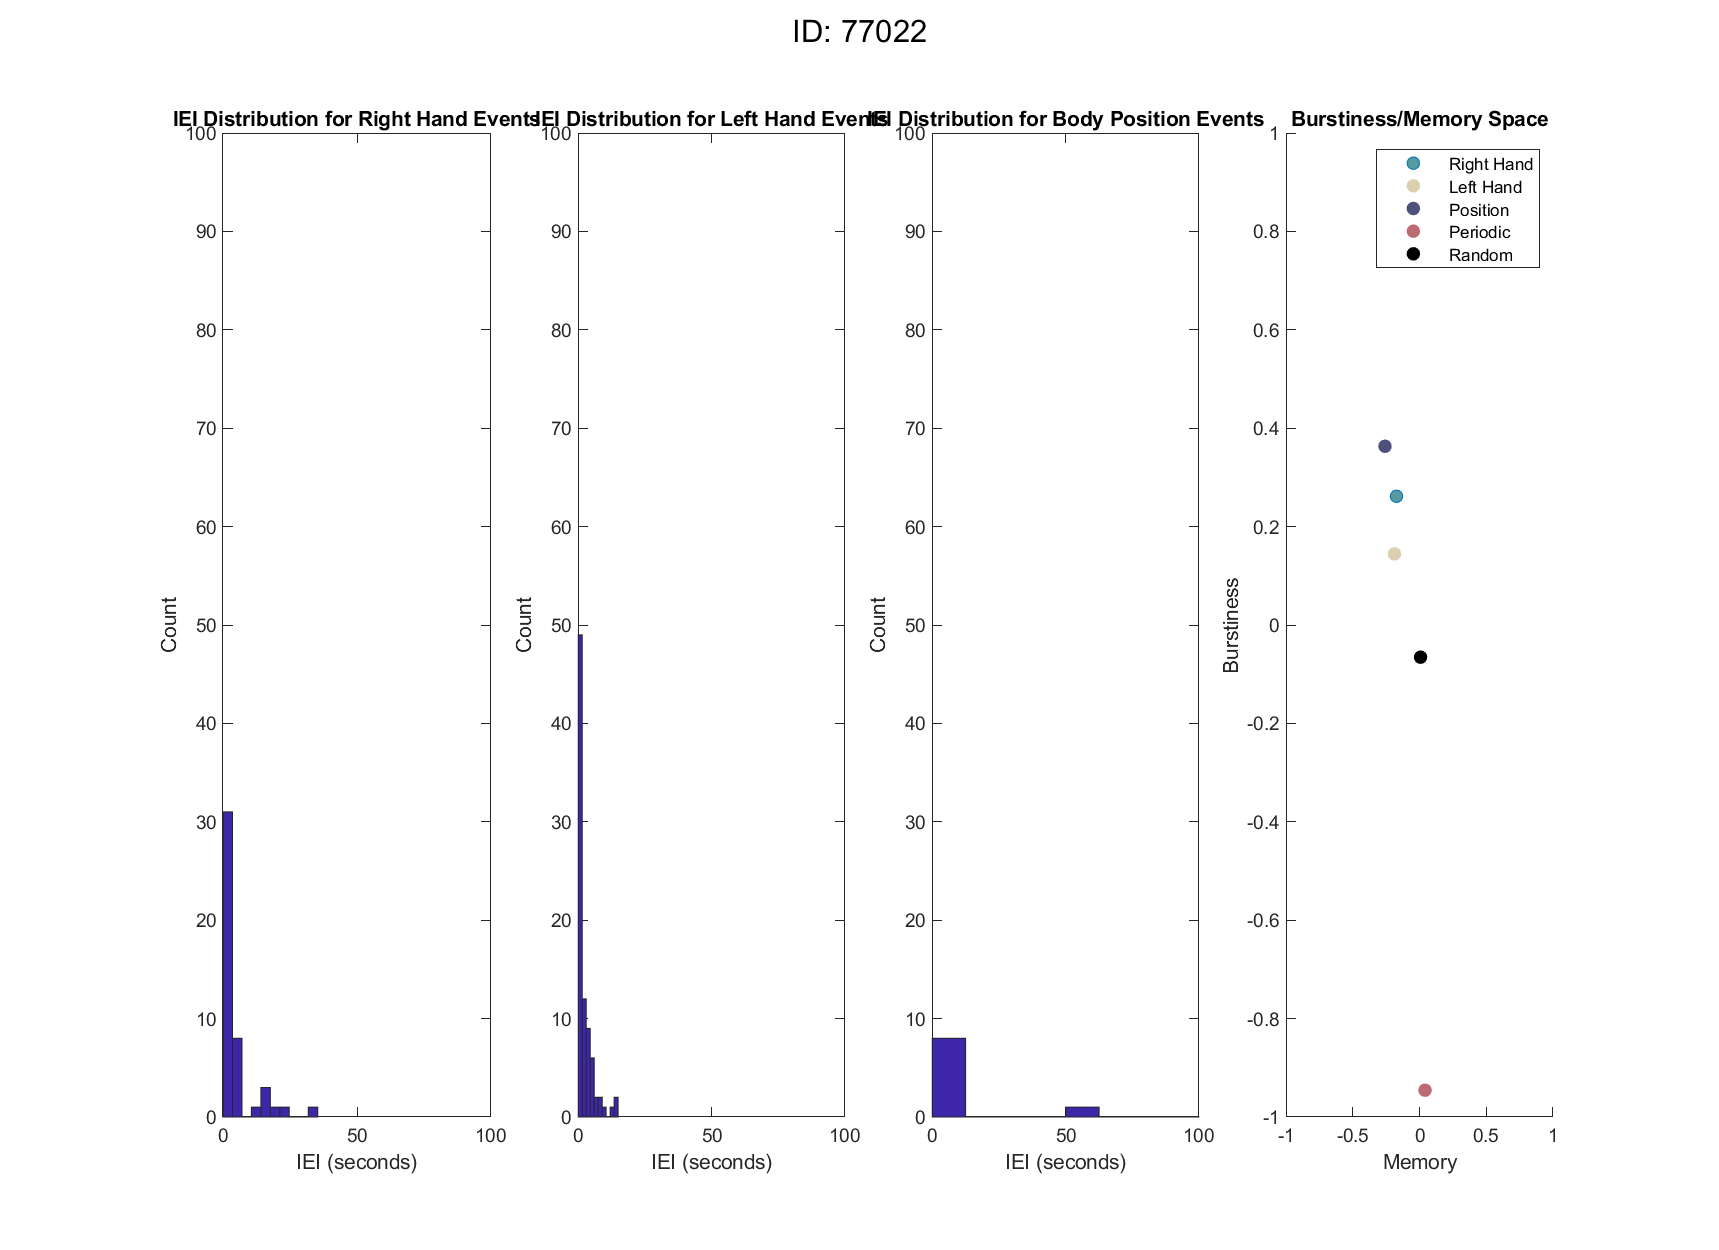 ID: 77022
IEI Distribution for Right Hand Events
100
90
80
70
60
50
40
30
20
10
0
Count
0 50 100
IEI (seconds)
IEI Distribution for Left Hand Events
100
90
80
70
60
50
40
30
20
10
0
Count
0 50 100
IEI (seconds)
IEI Distribution for Body Position Events
100
90
80
70
60
50
40
30
20
10
0
Count
0 50 100
IEI (seconds)
Burstiness/Memory Space
1
0.8
0.6
0.4
0.2
0
-0.2
-0.4
-0.6
-0.8
-1
Burstiness
Right Hand
Left Hand
Position
Periodic
Random
-1 -0.5 0 0.5 1
Memory